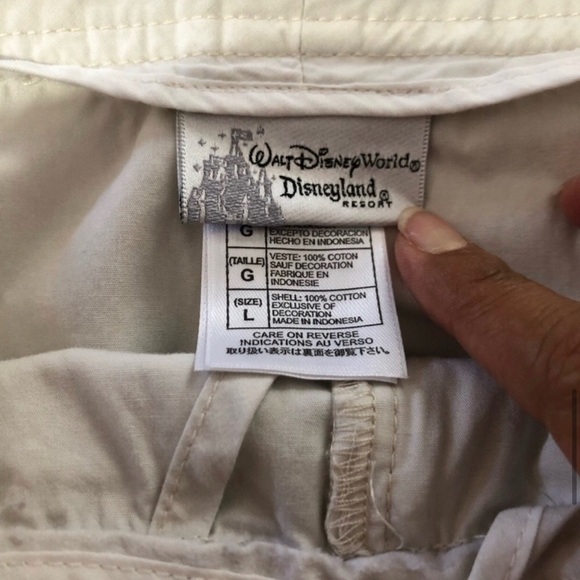 WALT DISNEY World®
Disneyland®
RESORT
G
EXCEPTO DECORACION
HECHO EN INDONESIA
(TAILLE)
G
VESTE: 100% COTON
SAUF DECORATION
FABRIQUE EN
INDONESIE
(SIZE)
L
SHELL: 100% COTTON
EXCLUSIVE OF
DECORATION
MADE IN INDONESIA
CARE ON REVERSE
INDICATIONS AU VERSO
取り扱い表示は裏面を御覧下さい。